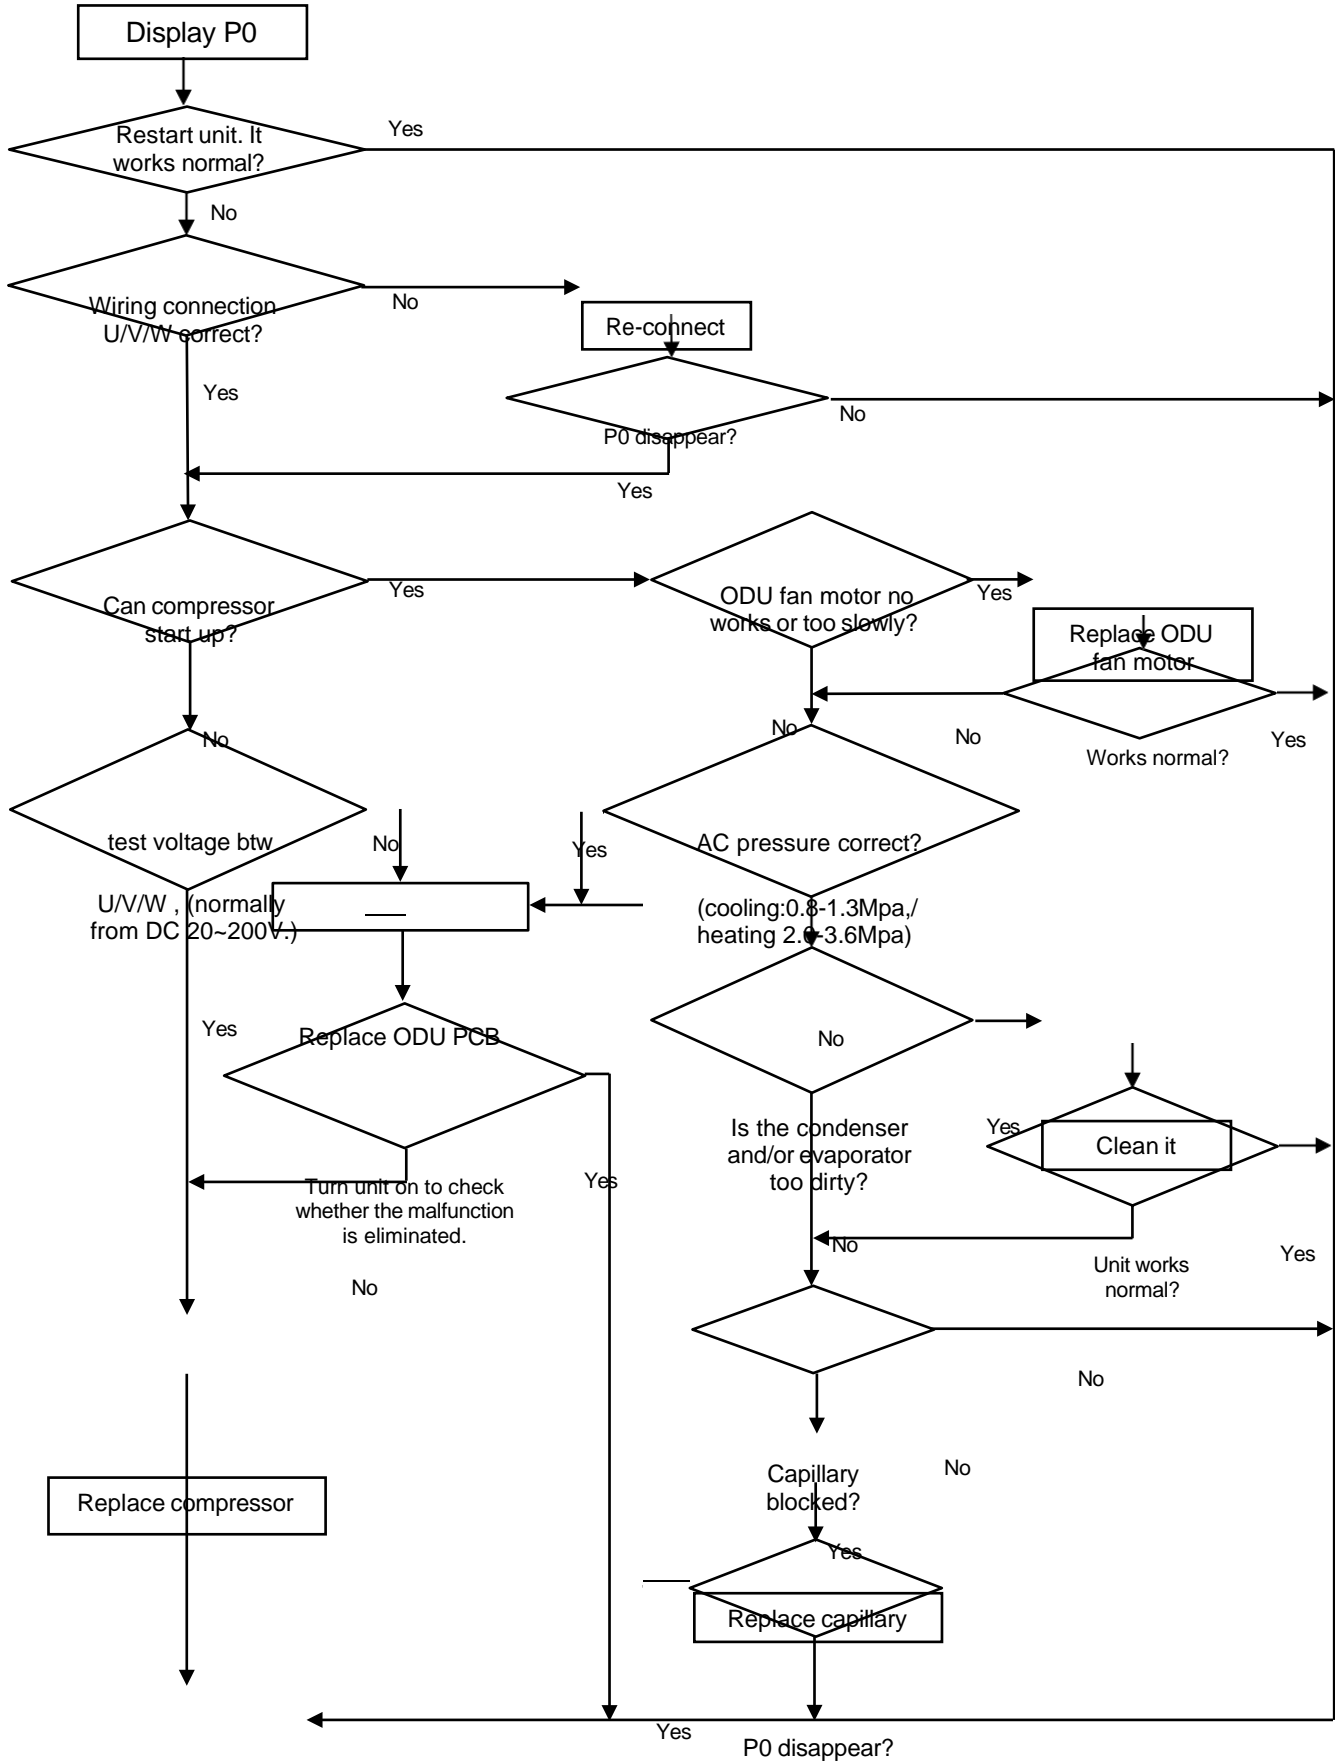 Display P0
Yes
Restart unit. It
works normal?
No
Wiring connection
U/V/W correct?
No
Re-connect
Yes
No
P0 disappear?
Yes
Can compressor
start up?
Yes
ODU fan motor no
works or too slowly?
Yes
Replace ODU
fan motor
No
No
No
Yes
Works normal?
test voltage btw
No
Yes
AC pressure correct?
U/V/W , (normally
from DC 20~200V.)
(cooling:0.8-1.3Mpa,/
heating 2.0-3.6Mpa)
Yes
Replace ODU PCB
No
Is the condenser
and/or evaporator
too dirty?
Yes
Clean it
Turn unit on to check
whether the malfunction
is eliminated.
Yes
No
Yes
Unit works
normal?
No
No
Capillary
blocked?
No
Replace compressor
Yes
Replace capillary
Yes
P0 disappear?